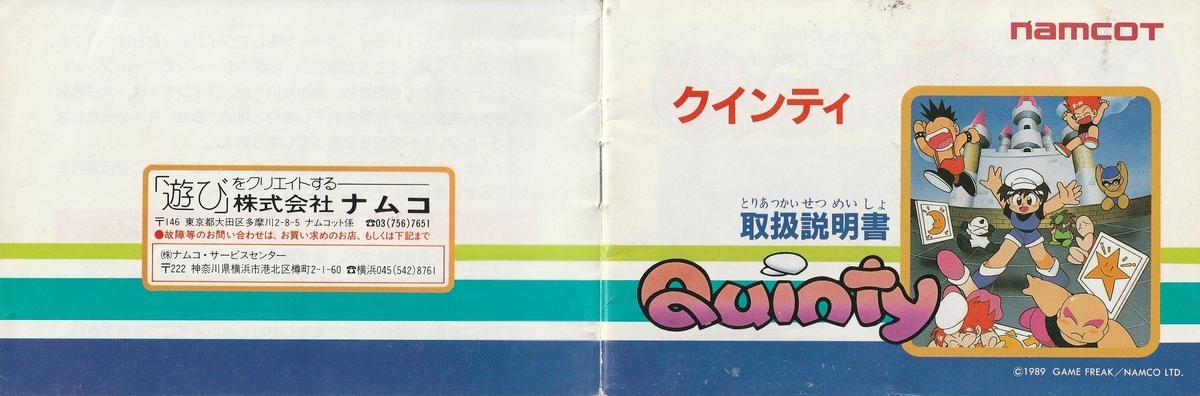 「遊び」をクリエイトする
株式会社 ナムコ
〒146 東京都大田区多摩川2-8-5 ナムコット係 ☎03(756)7651
●故障等のお問い合わせは、お買い求めのお店、もしくは下記まで
㈱ナムコ・サービスセンター
〒222 神奈川県横浜市港北区樽町2-1-60 ☎横浜045(542)8761
namcot
クインティ
とりあつかいせつめいしょ
取扱説明書
Quinty
©1989 GAME FREAK／NAMCO LTD.